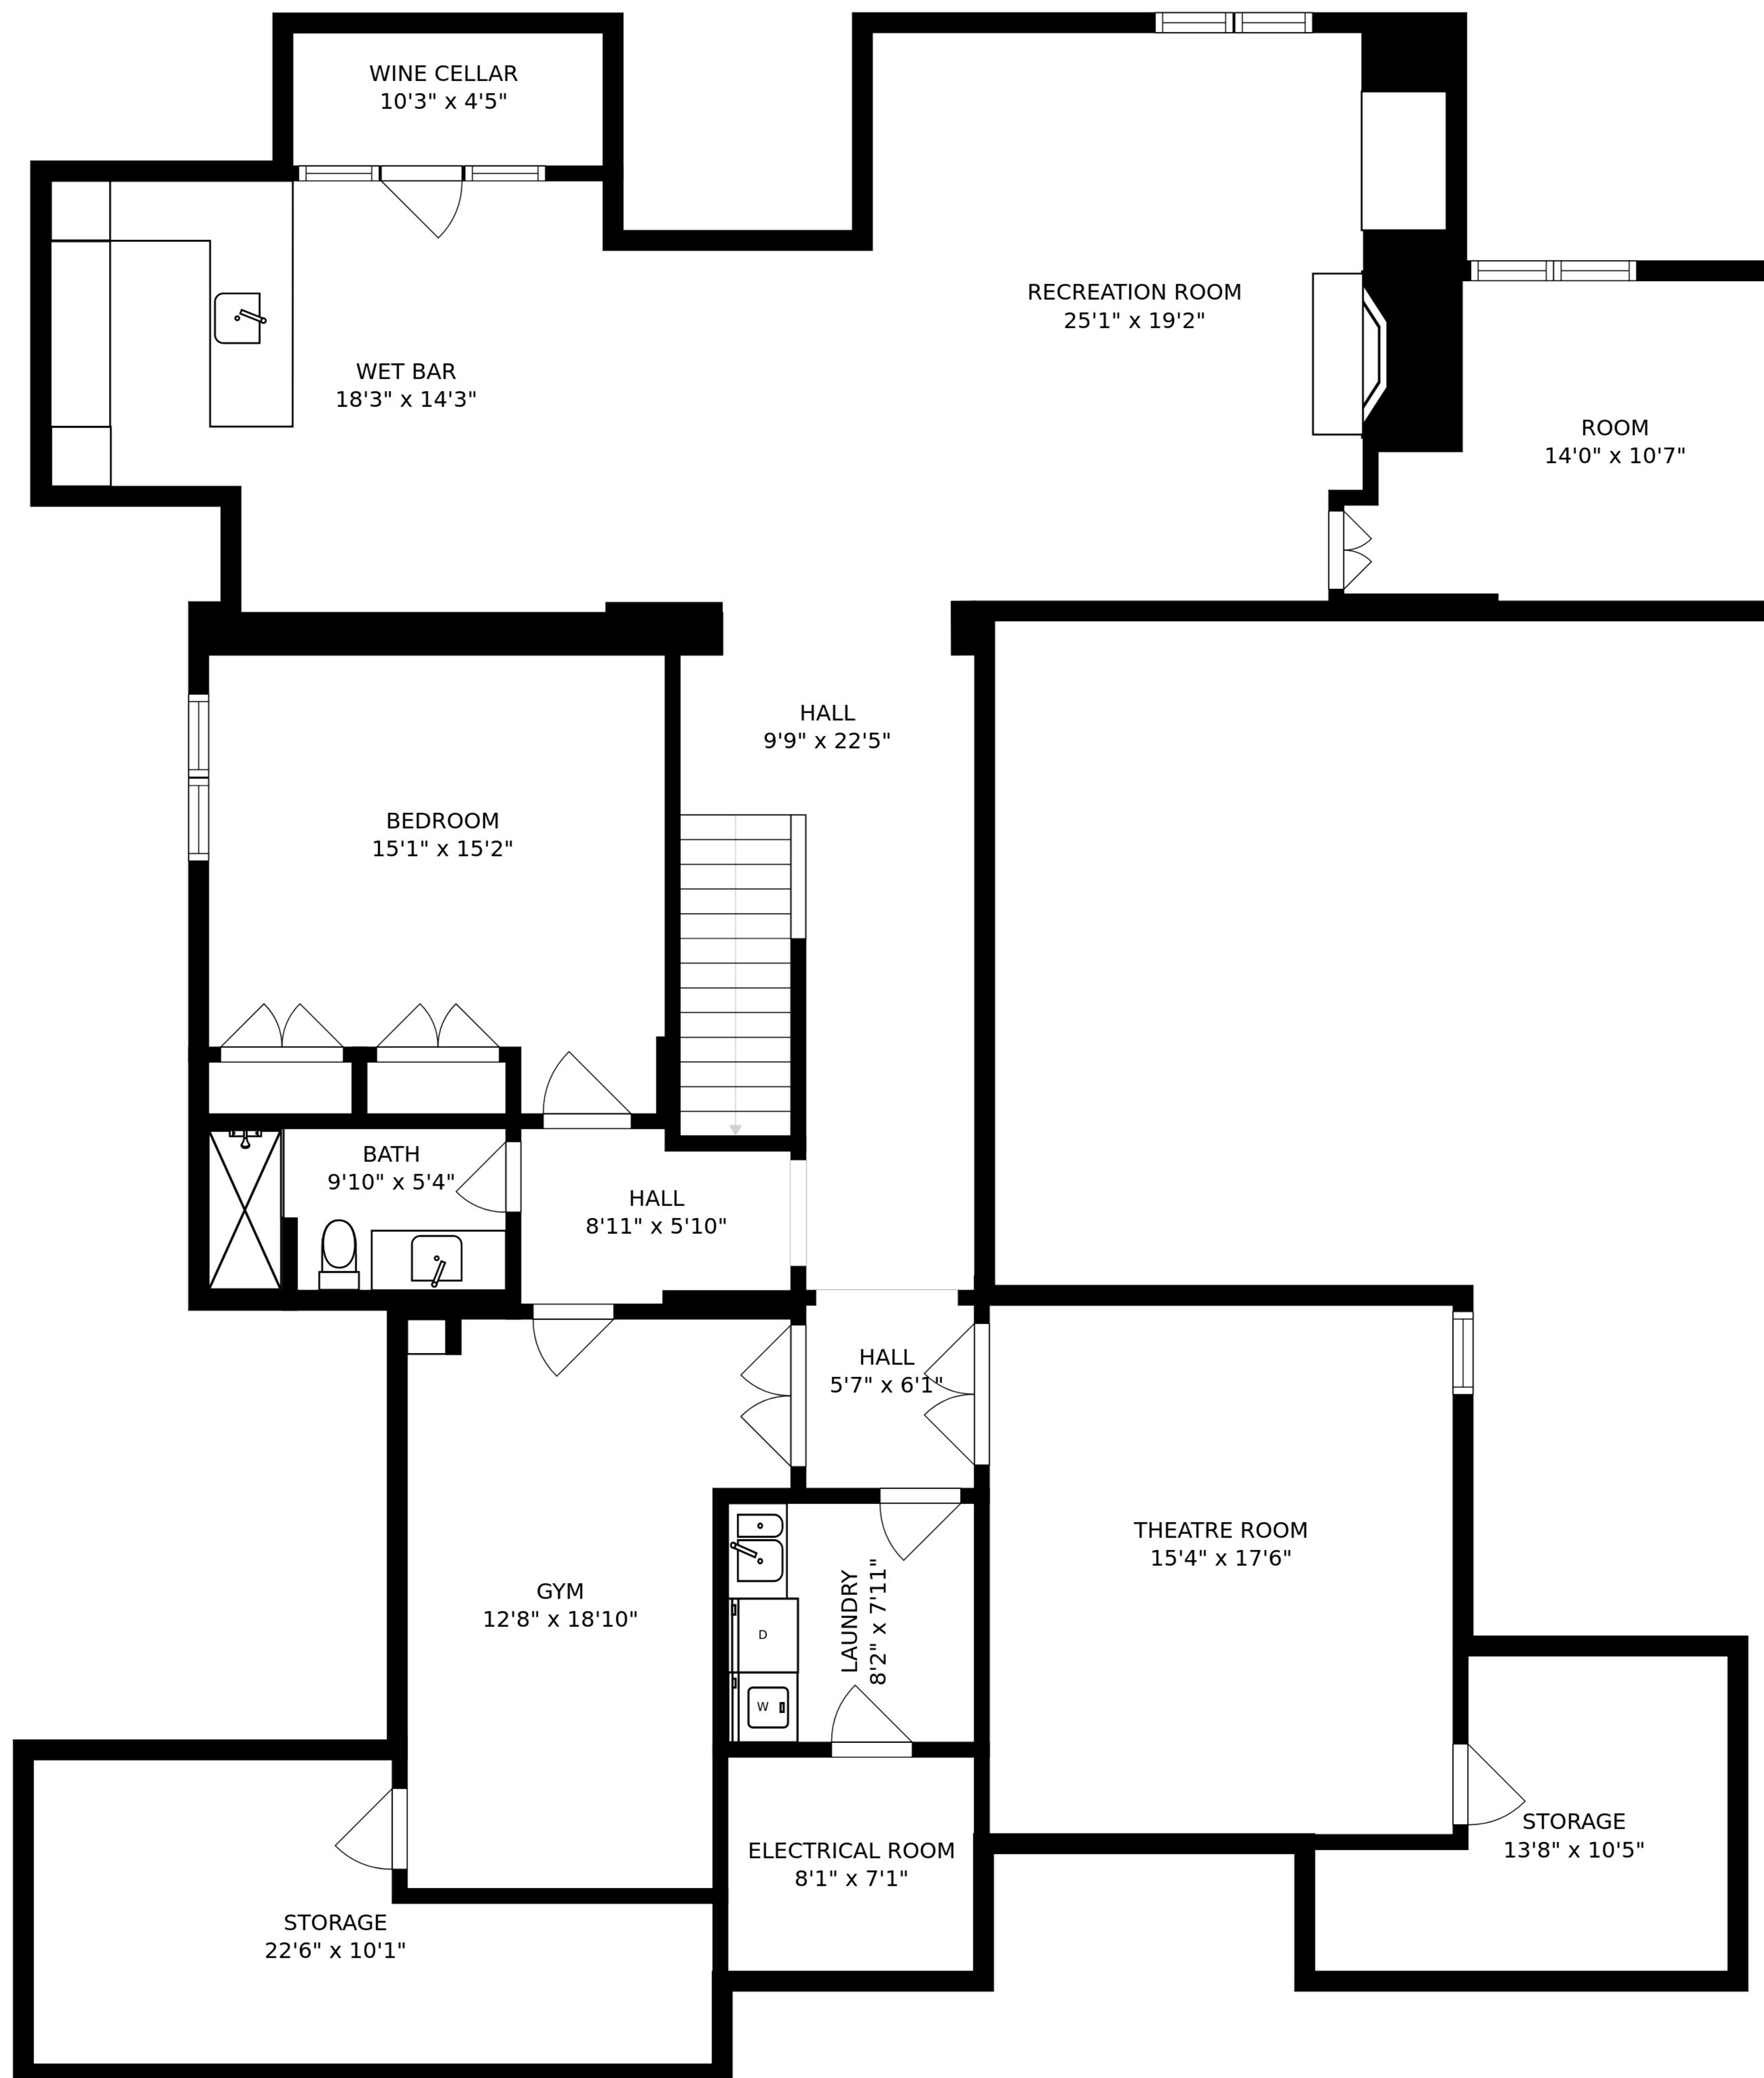 WINE CELLAR
10'3" x 4'5"
RECREATION ROOM
25'1" x 19'2"
WET BAR
18'3" x 14'3"
ROOM
14'0" x 10'7"
HALL
9'9" x 22'5"
BEDROOM
15'1" x 15'2"
BATH
9'10" x 5'4"
HALL
8'11" x 5'10"
HALL
5'7" x 6'1"
THEATRE ROOM
15'4" x 17'6"
GYM
12'8" x 18'10"
LAUNDRY
8'2" x 7'11"
D
W
STORAGE
13'8" x 10'5"
ELECTRICAL ROOM
8'1" x 7'1"
STORAGE
22'6" x 10'1"